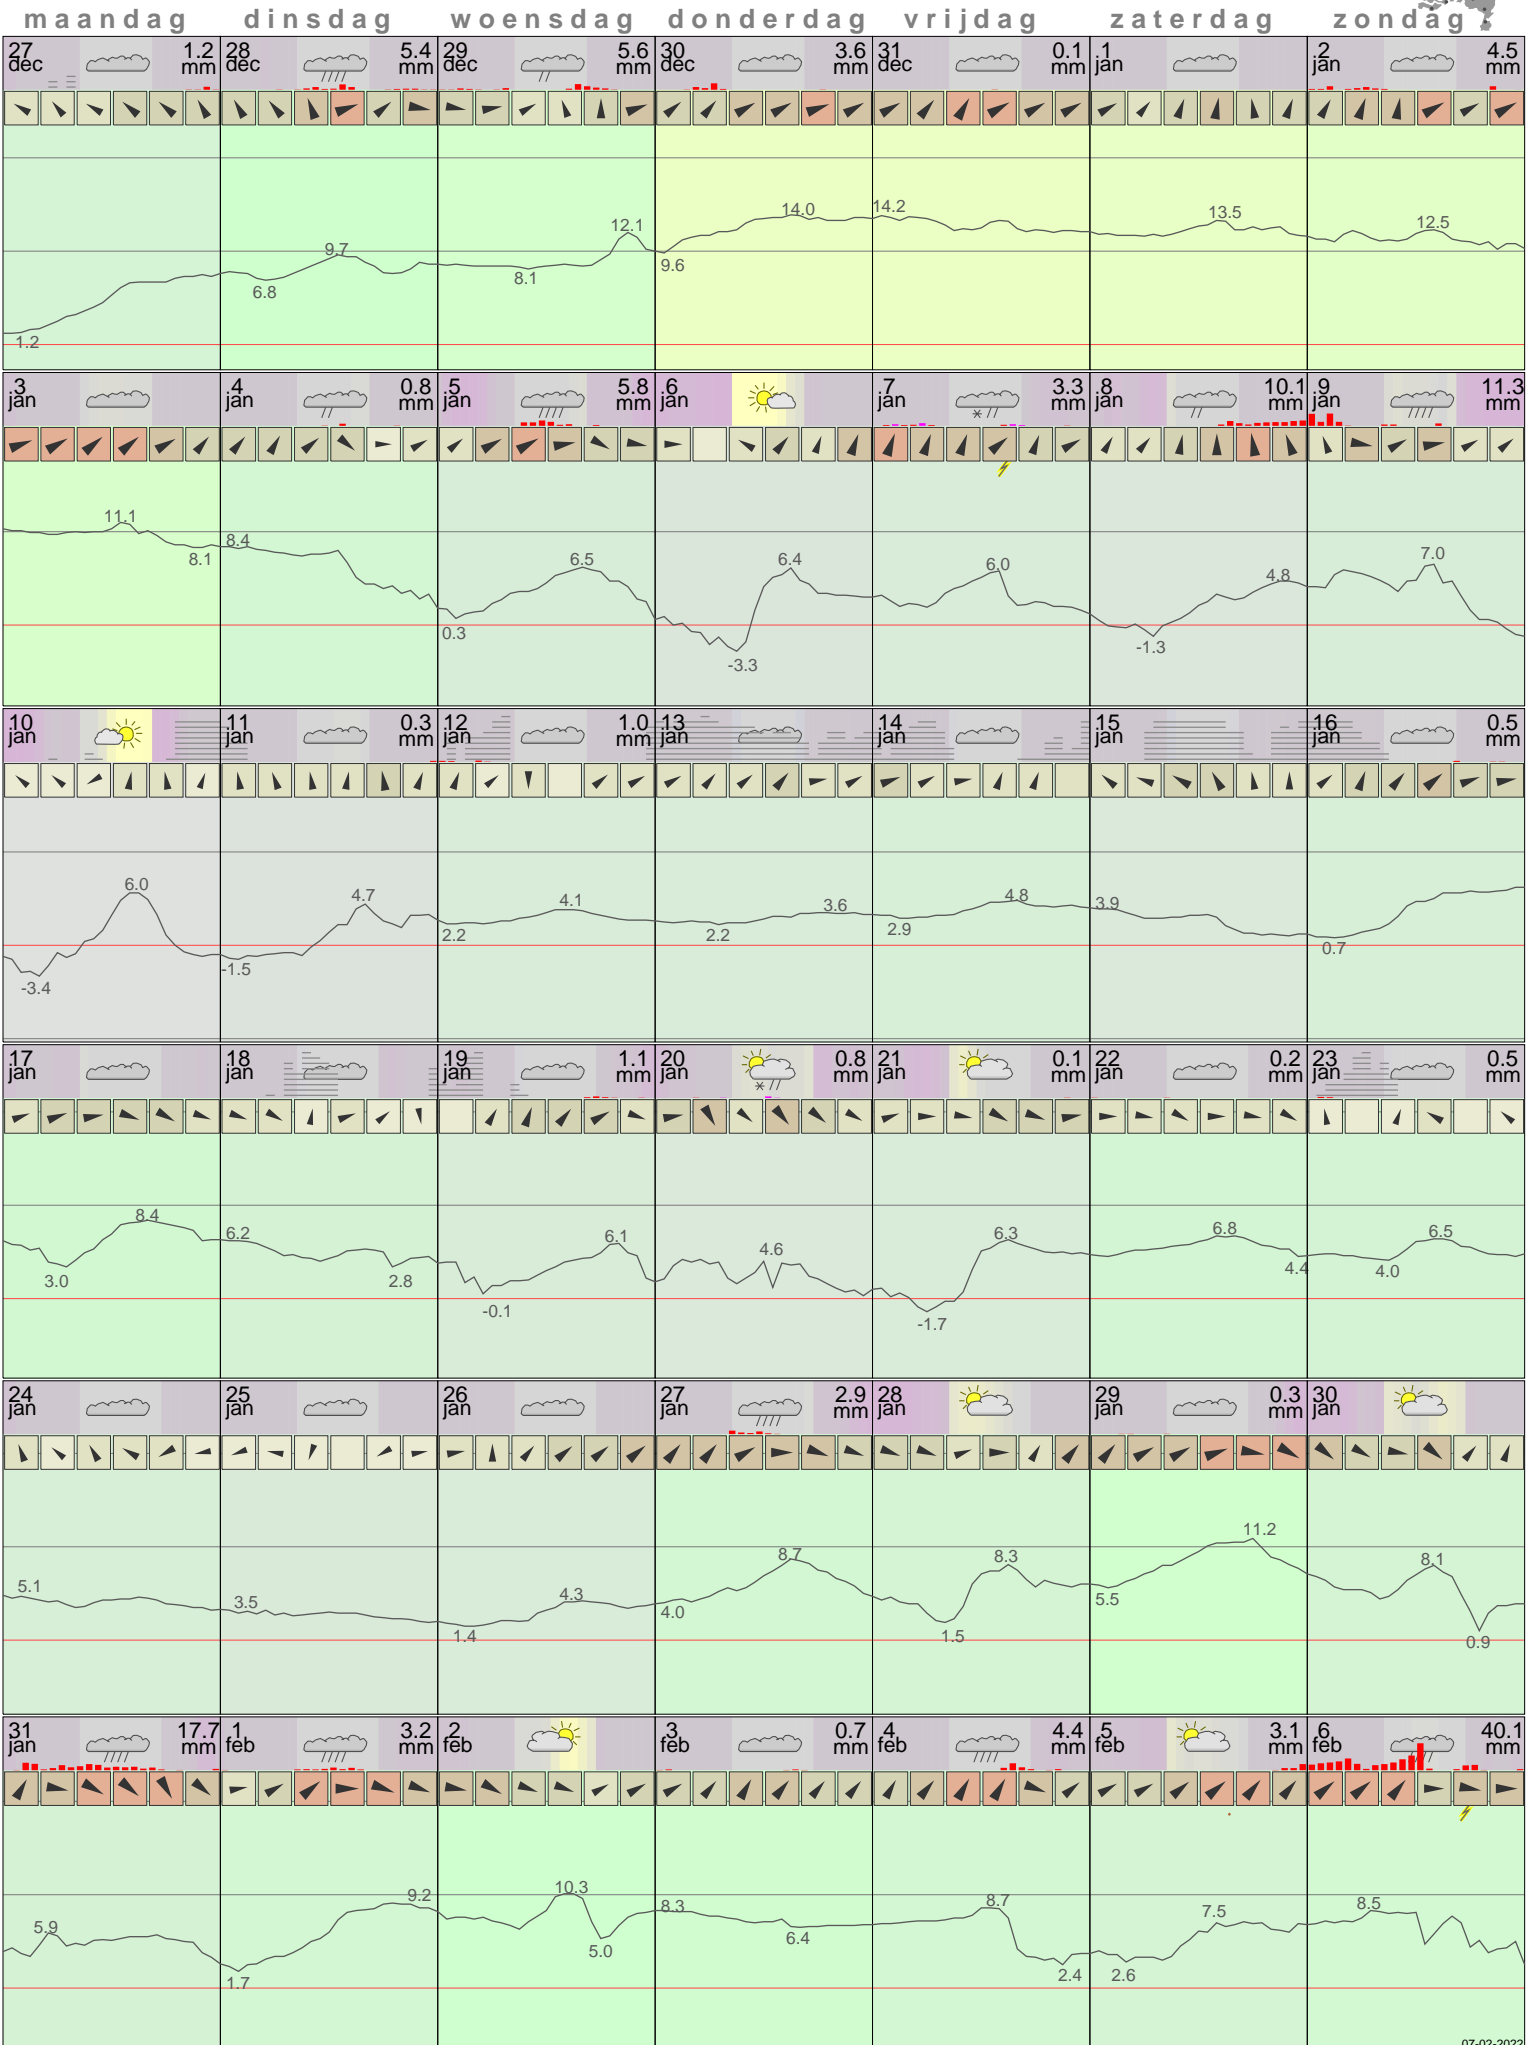 maandag dinsdag woensdag donderdag vrijdag zaterdag zondag
27 dec 1.2 mm 28 dec 5.4 mm 29 dec 5.6 mm 30 dec 3.6 mm 31 dec 0.1 mm 1 jan 2 jan 4.5 mm
14.0 14.2 13.5 12.5
9.7 12.1
6.8 8.1 9.6
1.2
3 jan 4 jan 0.8 mm 5 jan 5.8 mm 6 jan 7 jan 3.3 mm 8 jan 10.1 mm 9 jan 11.3 mm
11.1 8.1 8.4 0.3 6.5 -3.3 6.4 6.0 -1.3 4.8 7.0
10 jan 11 jan 0.3 mm 12 jan 1.0 mm 13 jan 14 jan 15 jan 16 jan 0.5 mm
-3.4 6.0 -1.5 4.7 2.2 4.1 2.2 3.6 2.9 4.8 3.9 0.7
17 jan 18 jan 19 jan 1.1 mm 20 jan 0.8 mm 21 jan 0.1 mm 22 jan 0.2 mm 23 jan 0.5 mm
3.0 8.4 6.2 2.8 -0.1 6.1 4.6 -1.7 6.3 6.8 4.4 4.0 6.5
24 jan 25 jan 26 jan 27 jan 2.9 mm 28 jan 29 jan 0.3 mm 30 jan
5.1 3.5 1.4 4.3 4.0 8.7 1.5 8.3 5.5 11.2 8.1 0.9
31 jan 17.7 mm 1 feb 3.2 mm 2 feb 3 feb 0.7 mm 4 feb 4.4 mm 5 feb 3.1 mm 6 feb 40.1 mm
5.9 1.7 9.2 10.3 5.0 8.3 6.4 8.7 2.4 2.6 7.5 8.5
07-02-2022